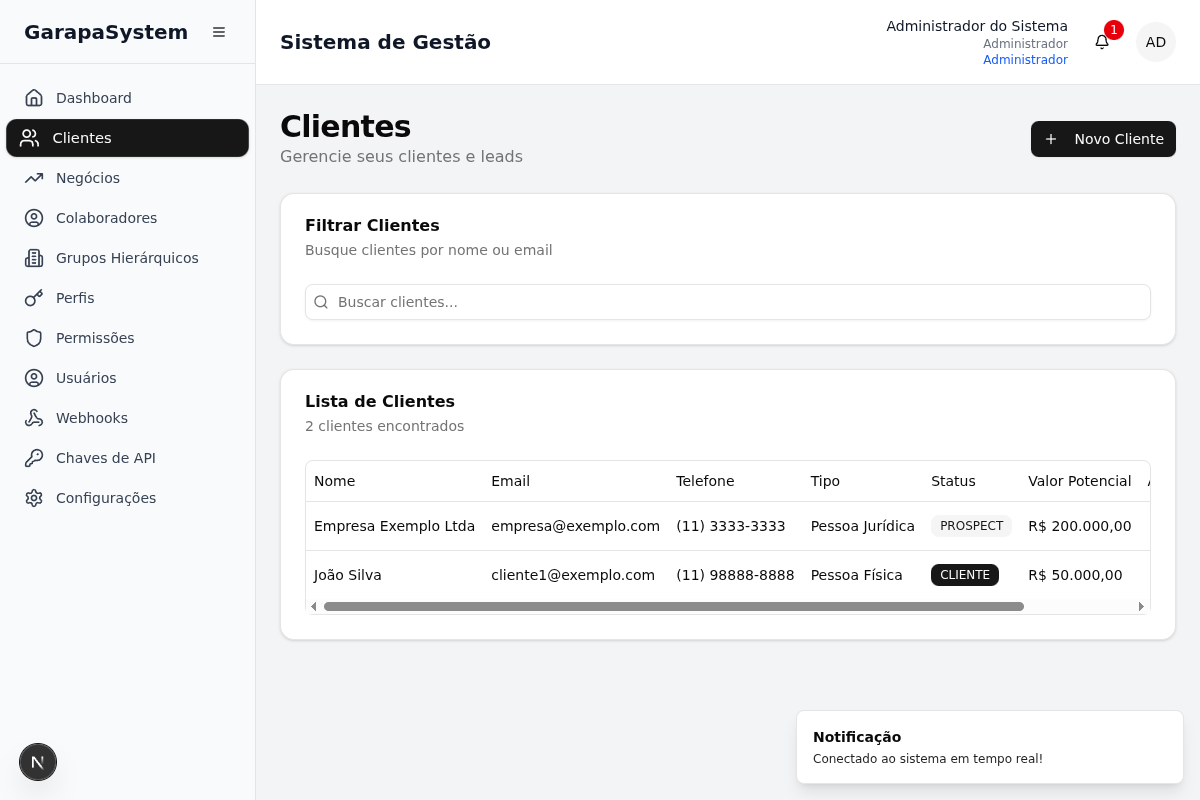 GarapaSystem
Dashboard
Clientes
Negócios
Colaboradores
Grupos Hierárquicos
Perfis
Permissões
Usuários
Webhooks
Chaves de API
Configurações
N
Sistema de Gestão
Administrador do Sistema
Administrador
Administrador
1
AD
Clientes
Gerencie seus clientes e leads
Novo Cliente
Filtrar Clientes
Busque clientes por nome ou email
Buscar clientes...
Lista de Clientes
2 clientes encontrados
Nome Email Telefone Tipo Status Valor Potencial
Empresa Exemplo Ltda empresa@exemplo.com (11) 3333-3333 Pessoa Jurídica PROSPECT R$ 200.000,00
João Silva cliente1@exemplo.com (11) 98888-8888 Pessoa Física CLIENTE R$ 50.000,00
Notificação
Conectado ao sistema em tempo real!